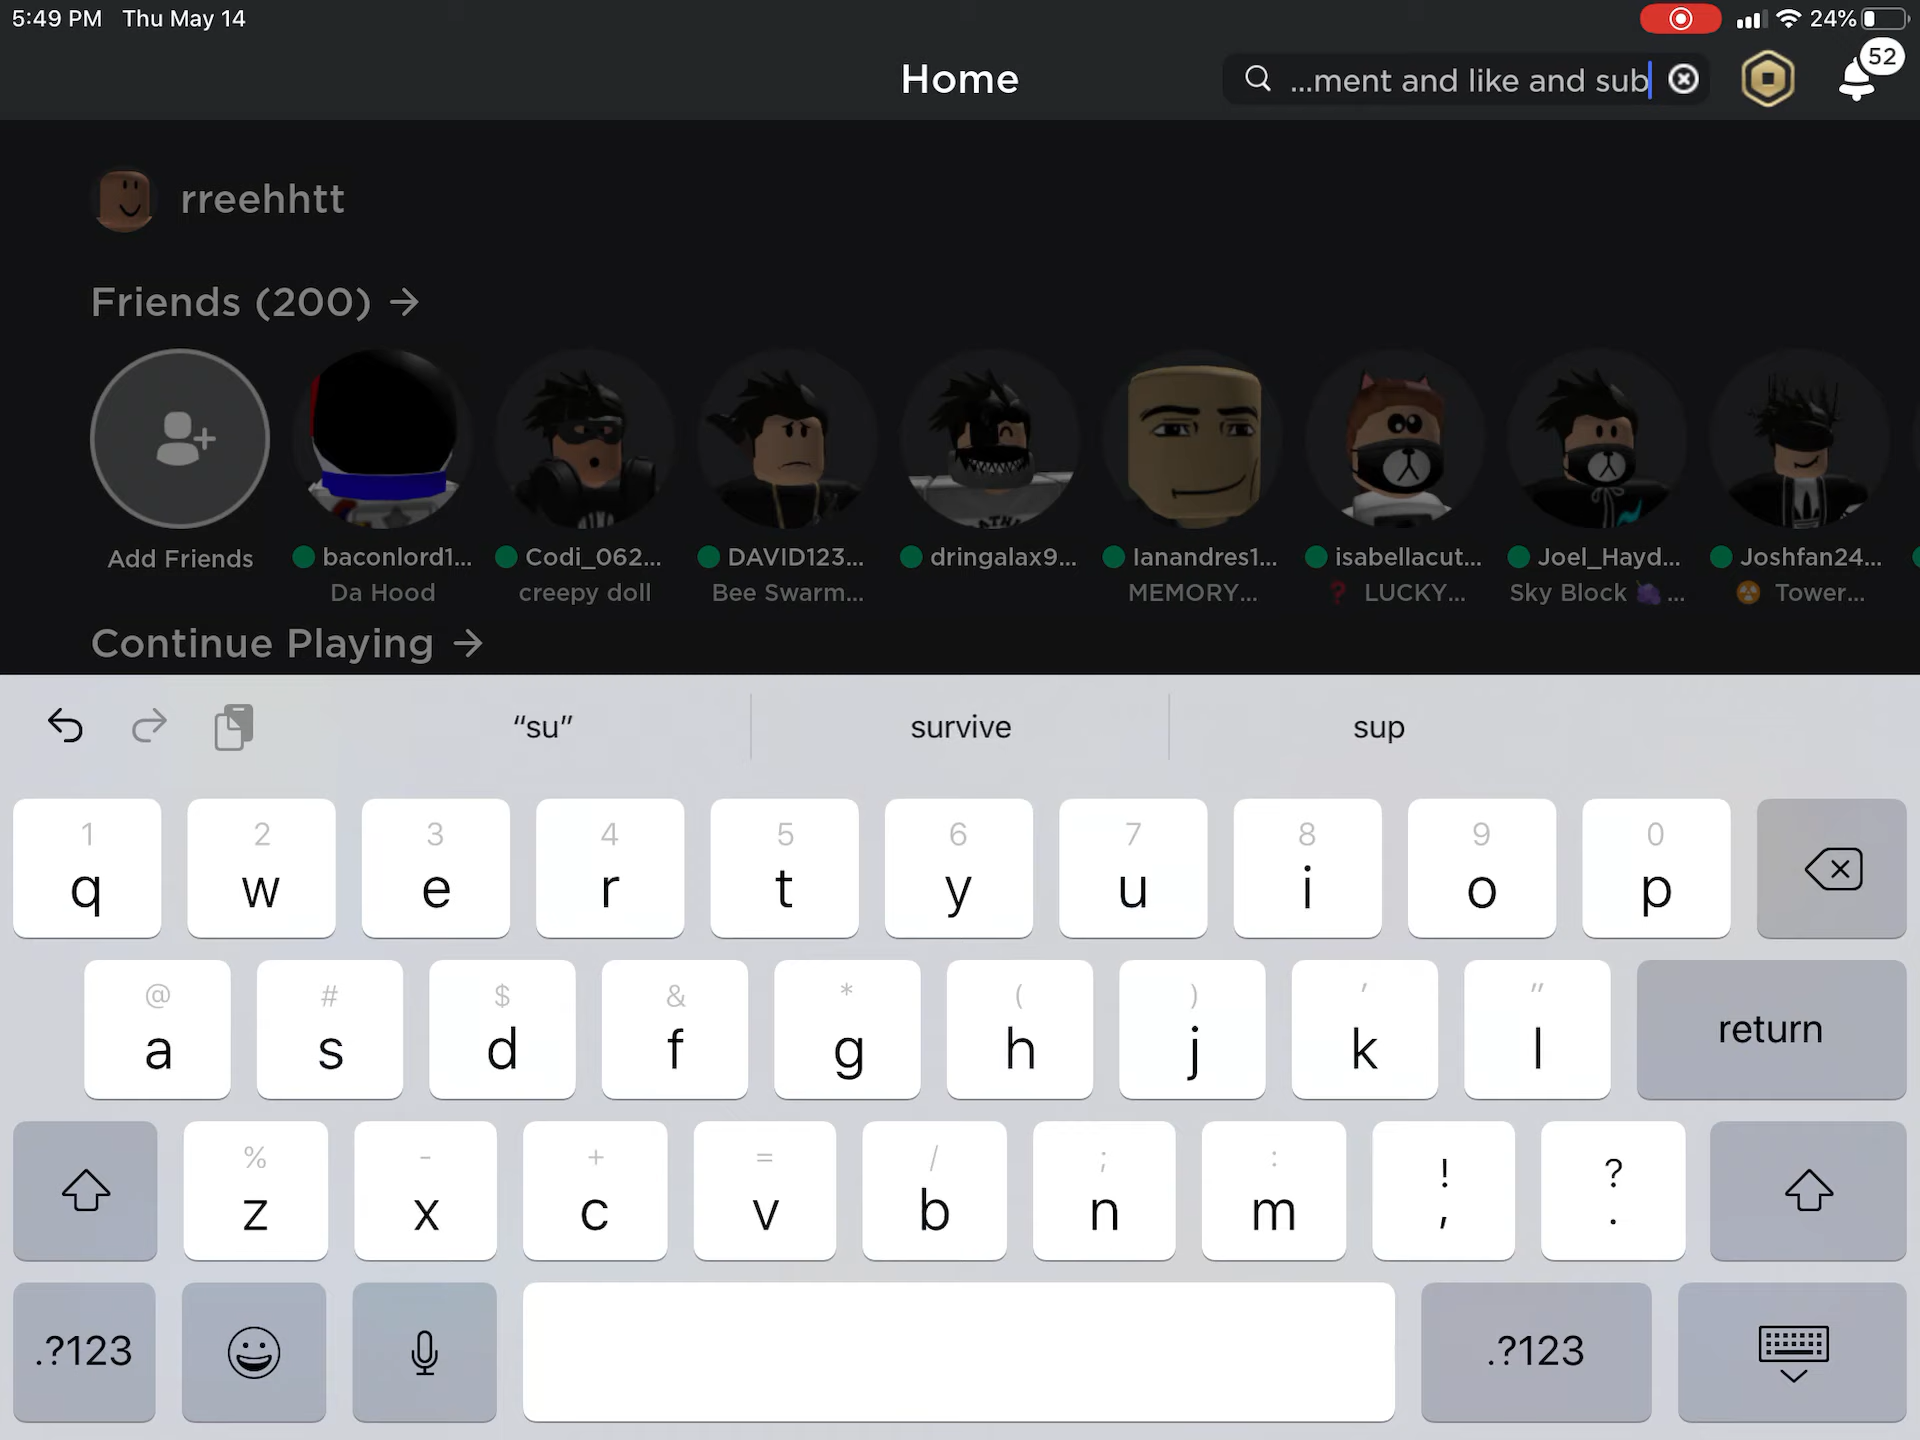 5:49 PM Thu May 14
24%
Home
...ment and like and sub
52
rreehhtt
Friends (200) →
Add Friends
baconlord1...
Da Hood
Codi_062...
creepy doll
DAVID123...
Bee Swarm...
dringalax9...
Ianandres1...
MEMORY...
isabellacut...
❓ LUCKY...
Joel_Hayd...
Sky Block 🍇 ...
Joshfan24...
☢️ Tower...
Continue Playing →
“su” survive sup
1 2 3 4 5 6 7 8 9 0
q w e r t y u i o p
@ # $ & * ( ) ' "
a s d f g h j k l return
% - + = / ; : ! ?
z x c v b n m , .
.?123 .?123